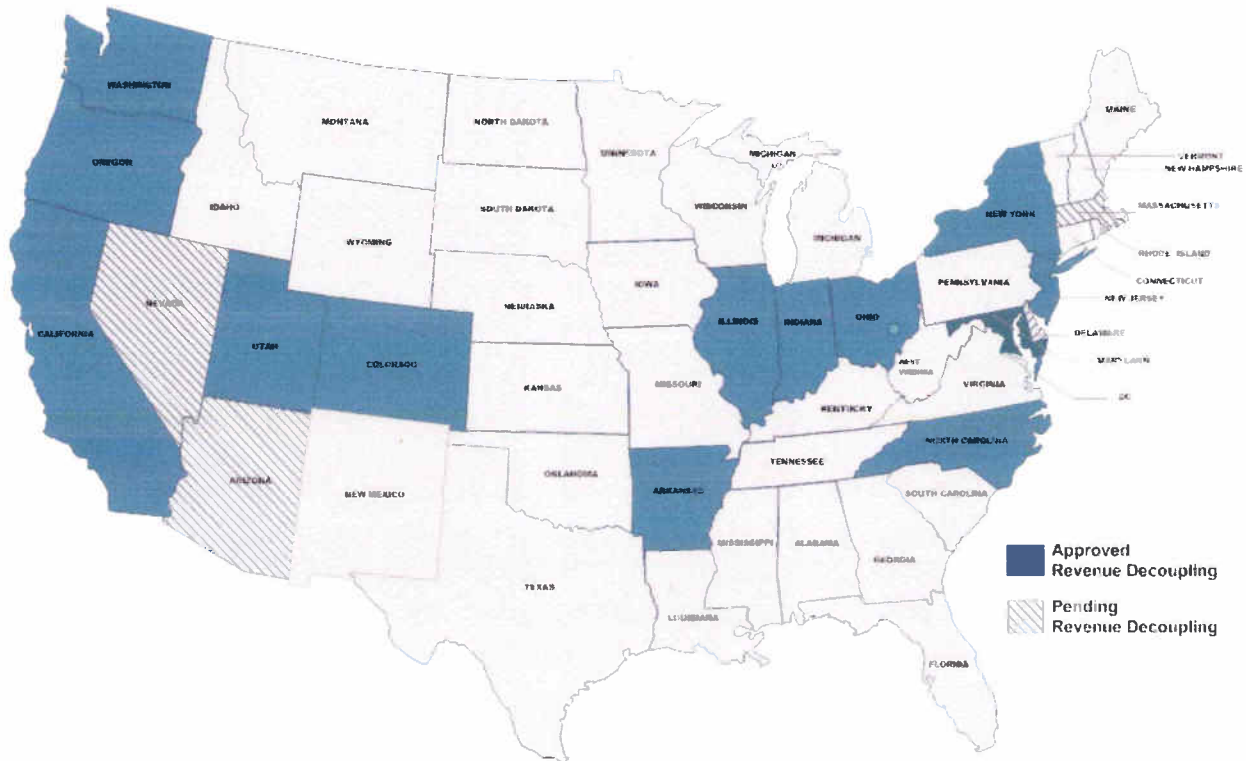 WASHINGTON
MONTANA
NORTH DAKOTA
MINNESOTA
MICHIGAN
MAINE
VERMONT
NEW HAMPSHIRE
OREGON
IDAHO
SOUTH DAKOTA
WISCONSIN
NEW YORK
MASSACHUSETTS
WYOMING
MICHIGAN
RHODE ISLAND
PENNSYLVANIA
CONNECTICUT
NEVADA
NEBRASKA
IOWA
NEW JERSEY
CALIFORNIA
UTAH
COLORADO
ILLINOIS
INDIANA
OHIO
DELAWARE
KANSAS
MISSOURI
WEST
VIRGINIA
VIRGINIA
MARYLAND
DC
KENTUCKY
NORTH CAROLINA
TENNESSEE
ARIZONA
NEW MEXICO
OKLAHOMA
ARKANSAS
SOUTH CAROLINA
MISSISSIPPI
ALABAMA
GEORGIA
TEXAS
LOUISIANA
FLORIDA
Approved
Revenue Decoupling
Pending
Revenue Decoupling